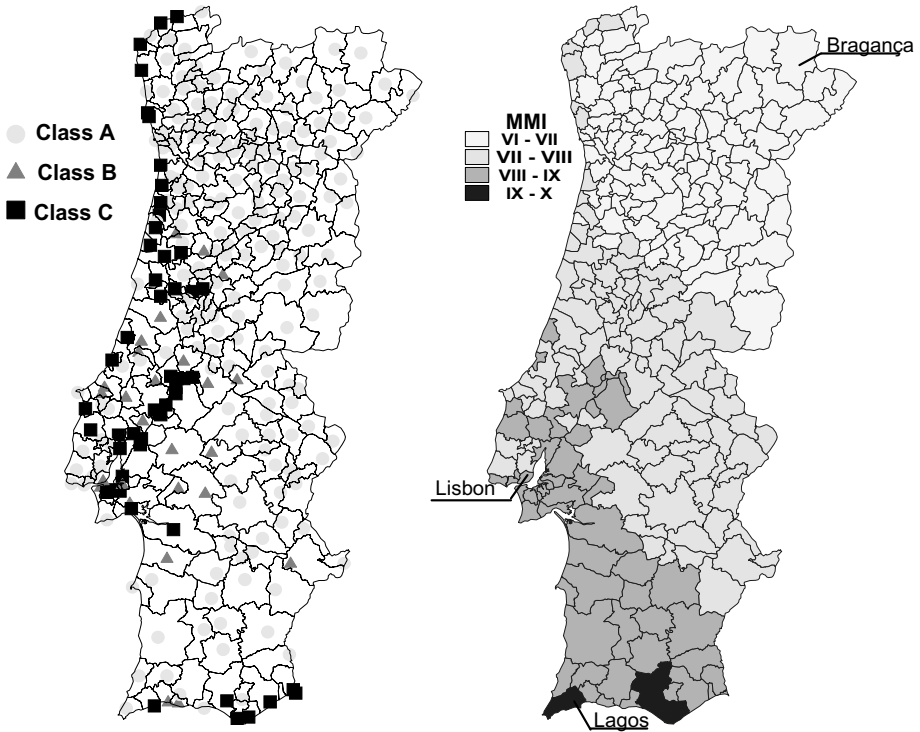 Class A
Class B
Class C
Bragança
MMI
VI - VII
VII - VIII
VIII - IX
IX - X
Lisbon
Lagos